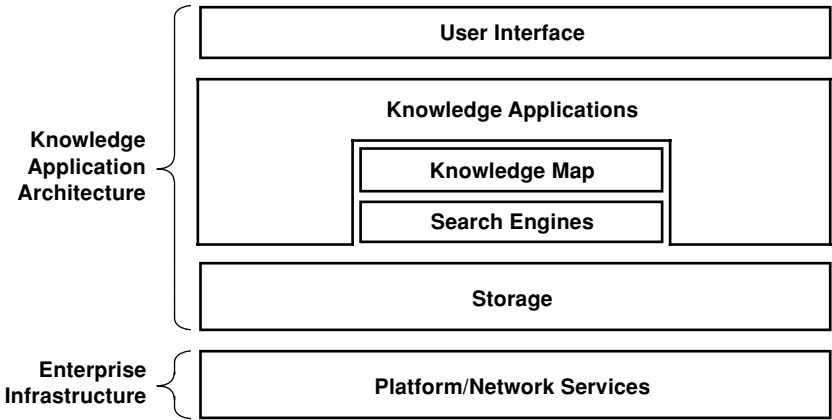 User Interface
Knowledge Applications
Knowledge
Application
Architecture
Knowledge Map
Search Engines
Storage
Enterprise
Infrastructure
Platform/Network Services